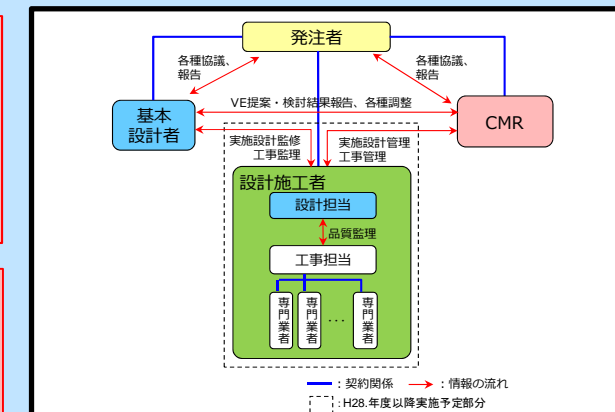 発注者
各種協議、
報告
各種協議、
報告
VE提案・検討結果報告、各種調整
基本
設計者
CMR
実施設計監修
工事監理
実施設計管理
工事管理
設計施工者
設計担当
品質監理
工事担当
専門業者
専門業者
…
専門業者
：契約関係
：情報の流れ
：H28.年度以降実施予定部分